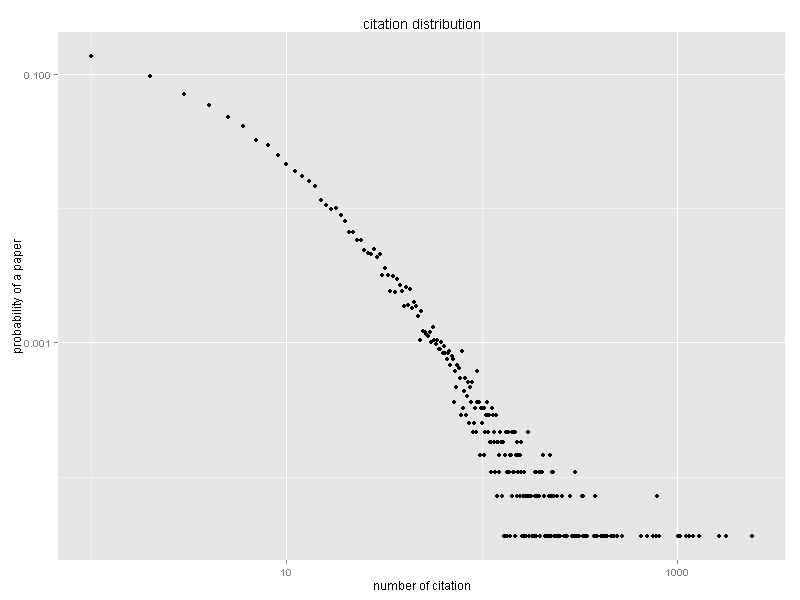 citation distribution
0.100
0.001
probability of a paper
10
1000
number of citation